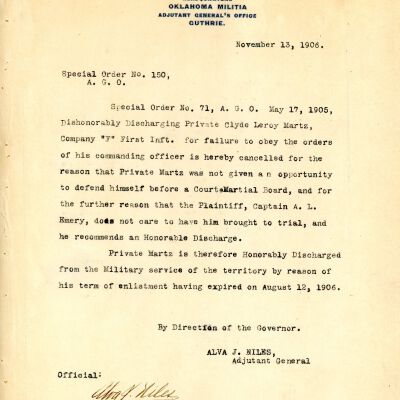 OKLAHOMA MILITIA
ADJUTANT GENERAL'S OFFICE
GUTHRIE.
November 13, 1906.
Special Order No. 150,
A. G. O.
Special Order No. 71, A. G. O. May 17, 1905,
Dishonorably Discharging Private Clyde Leroy Martz,
Company "F" First Inft. for failure to obey the orders
of his commanding officer is hereby cancelled for the
reason that Private Martz was not given a n opportunity
to defend himself before a Court Martial Board, and for
the further reason that the Plaintiff, Captain A. L.
Emery, does not care to have him brought to trial, and
he recommends an Honorable Discharge.
Private Martz is therefore Honorably Discharged
from the Military service of the territory by reason of
his term of enlistment having expired on August 12, 1906.
By Direction of the Governor.
ALVA J. NILES,
Adjutant General
Official:
Alva J. Niles